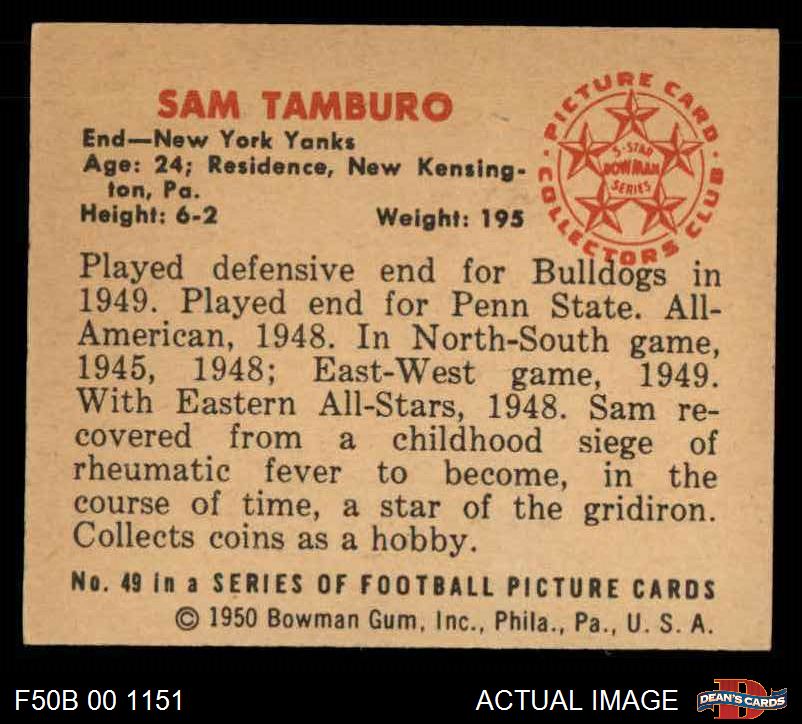 SAM TAMBURO
End—New York Yanks
Age: 24; Residence, New Kensing-
ton, Pa.
Height: 6-2 Weight: 195
PICTURE CARD
5-STAR
BOWMAN
SERIES
COLLECTORS CLUB
Played defensive end for Bulldogs in
1949. Played end for Penn State. All-
American, 1948. In North-South game,
1945, 1948; East-West game, 1949.
With Eastern All-Stars, 1948. Sam re-
covered from a childhood siege of
rheumatic fever to become, in the
course of time, a star of the gridiron.
Collects coins as a hobby.
No. 49 in a SERIES OF FOOTBALL PICTURE CARDS
© 1950 Bowman Gum, Inc., Phila., Pa., U. S. A.
F50B 00 1151 ACTUAL IMAGE DEAN'S CARDS